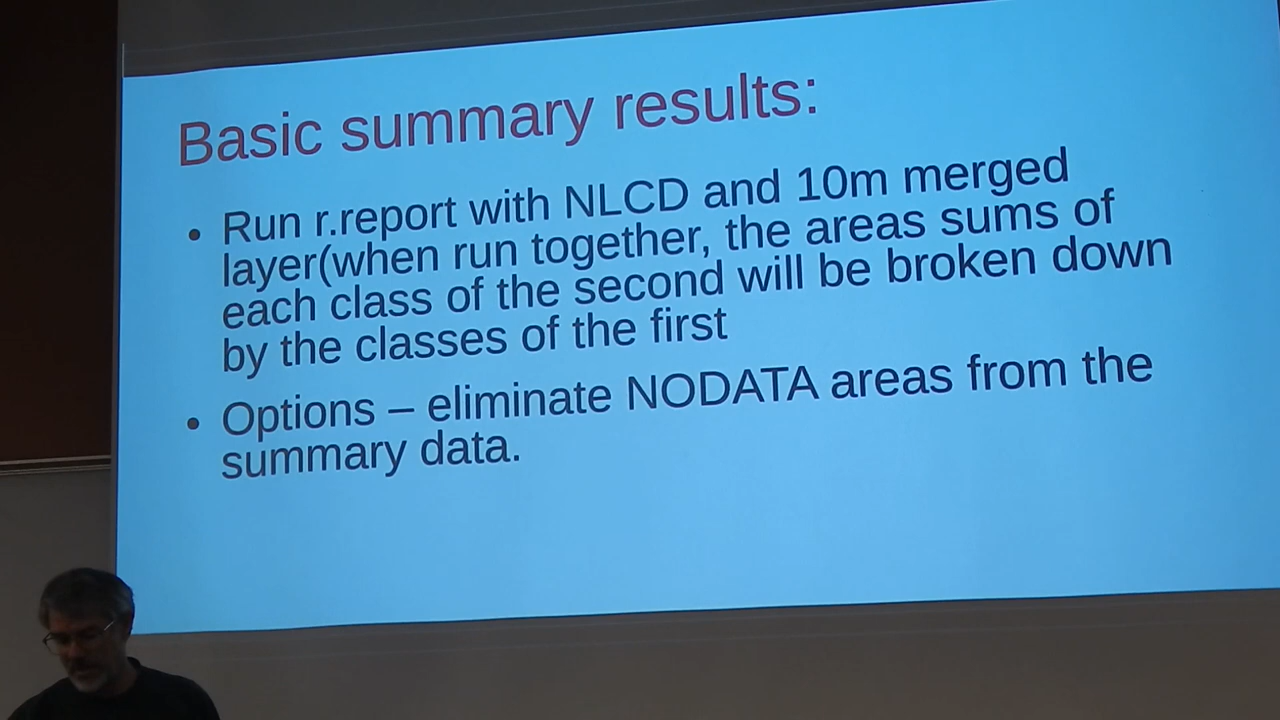 Basic summary results:
• Run r.report with NLCD and 10m merged
layer(when run together, the areas sums of
each class of the second will be broken down
by the classes of the first
• Options – eliminate NODATA areas from the
summary data.